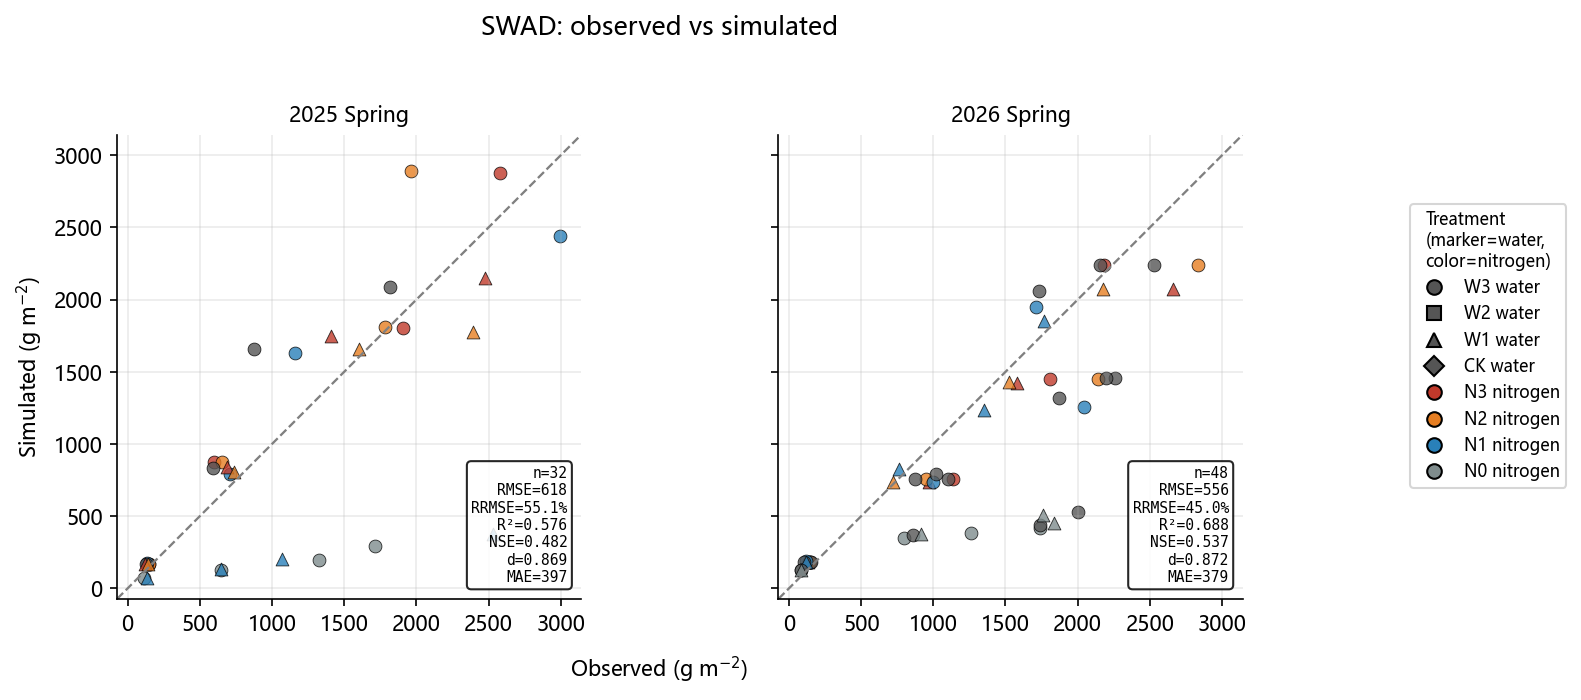 SWAD: observed vs simulated
2025 Spring
3000
2500
2000
1500
1000
500
0
Simulated (g m⁻²)
n=32
RMSE=618
RRMSE=55.1%
R²=0.576
NSE=0.482
d=0.869
MAE=397
0 500 1000 1500 2000 2500 3000
2026 Spring
n=48
RMSE=556
RRMSE=45.0%
R²=0.688
NSE=0.537
d=0.872
MAE=379
0 500 1000 1500 2000 2500 3000
Observed (g m⁻²)
Treatment
(marker=water,
color=nitrogen)
W3 water
W2 water
W1 water
CK water
N3 nitrogen
N2 nitrogen
N1 nitrogen
N0 nitrogen